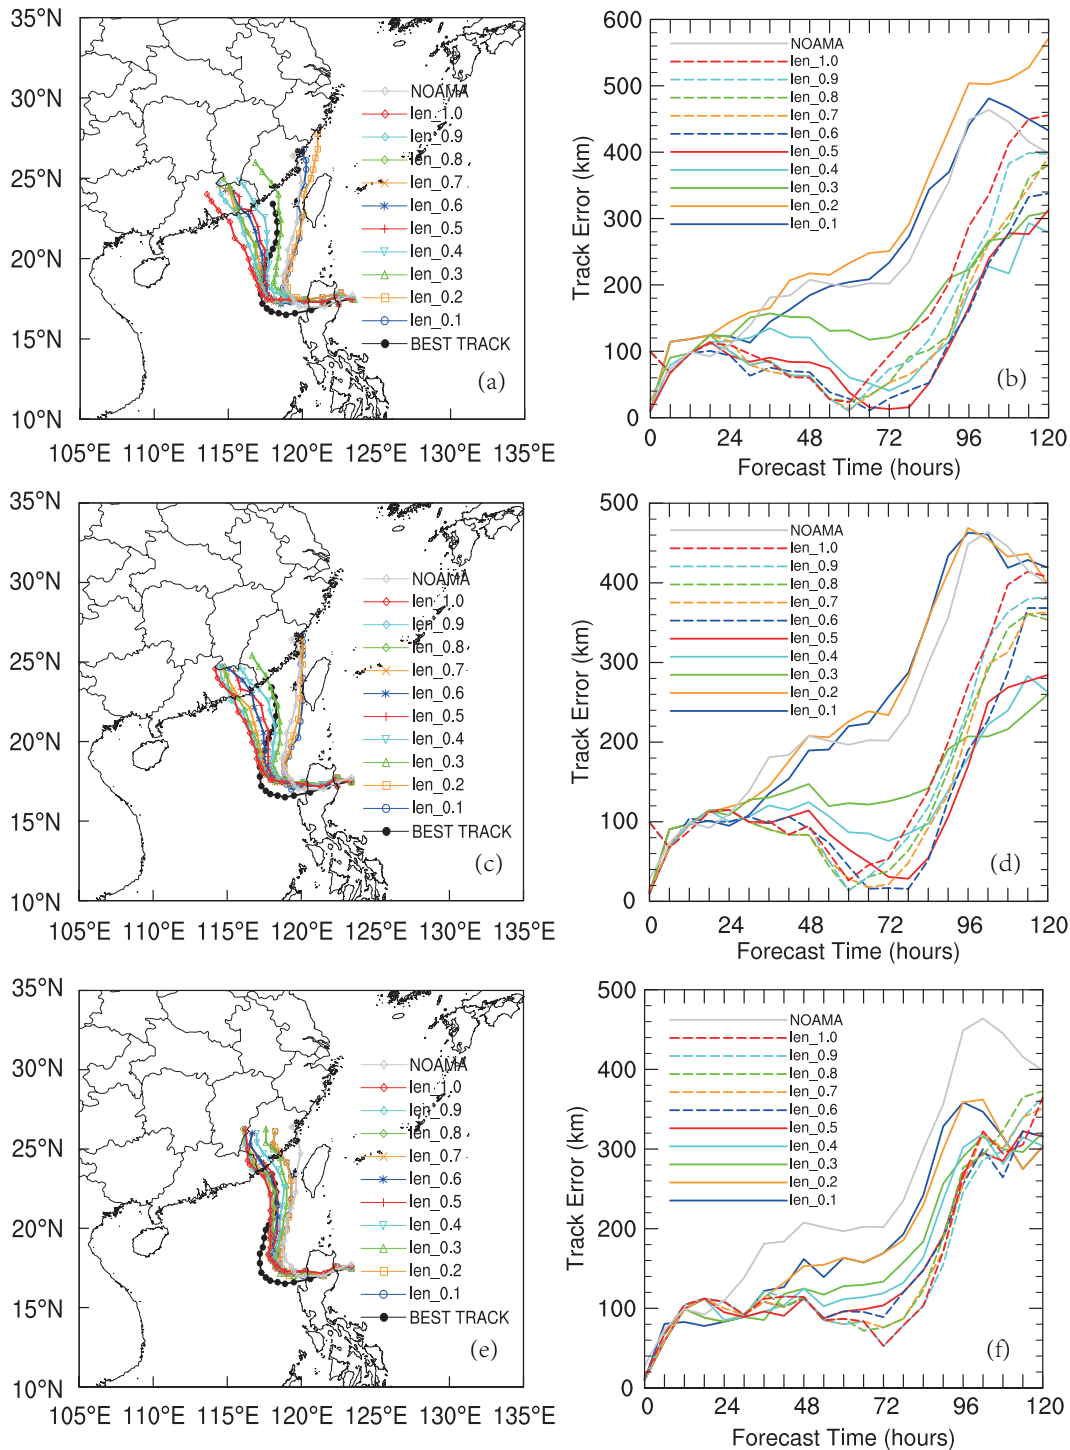 35°N
30°N
25°N
20°N
15°N
10°N
105°E 110°E 115°E 120°E 125°E 130°E 135°E
NOAMA
len_1.0
len_0.9
len_0.8
len_0.7
len_0.6
len_0.5
len_0.4
len_0.3
len_0.2
len_0.1
BEST TRACK
(a)
600
500
400
300
200
100
0
Track Error (km)
NOAMA
len_1.0
len_0.9
len_0.8
len_0.7
len_0.6
len_0.5
len_0.4
len_0.3
len_0.2
len_0.1
(b)
0 24 48 72 96 120
Forecast Time (hours)
35°N
30°N
25°N
20°N
15°N
10°N
105°E 110°E 115°E 120°E 125°E 130°E 135°E
NOAMA
len_1.0
len_0.9
len_0.8
len_0.7
len_0.6
len_0.5
len_0.4
len_0.3
len_0.2
len_0.1
BEST TRACK
(c)
500
400
300
200
100
0
Track Error (km)
NOAMA
len_1.0
len_0.9
len_0.8
len_0.7
len_0.6
len_0.5
len_0.4
len_0.3
len_0.2
len_0.1
(d)
0 24 48 72 96 120
Forecast Time (hours)
35°N
30°N
25°N
20°N
15°N
10°N
105°E 110°E 115°E 120°E 125°E 130°E 135°E
NOAMA
len_1.0
len_0.9
len_0.8
len_0.7
len_0.6
len_0.5
len_0.4
len_0.3
len_0.2
len_0.1
BEST TRACK
(e)
500
400
300
200
100
0
Track Error (km)
NOAMA
len_1.0
len_0.9
len_0.8
len_0.7
len_0.6
len_0.5
len_0.4
len_0.3
len_0.2
len_0.1
(f)
0 24 48 72 96 120
Forecast Time (hours)